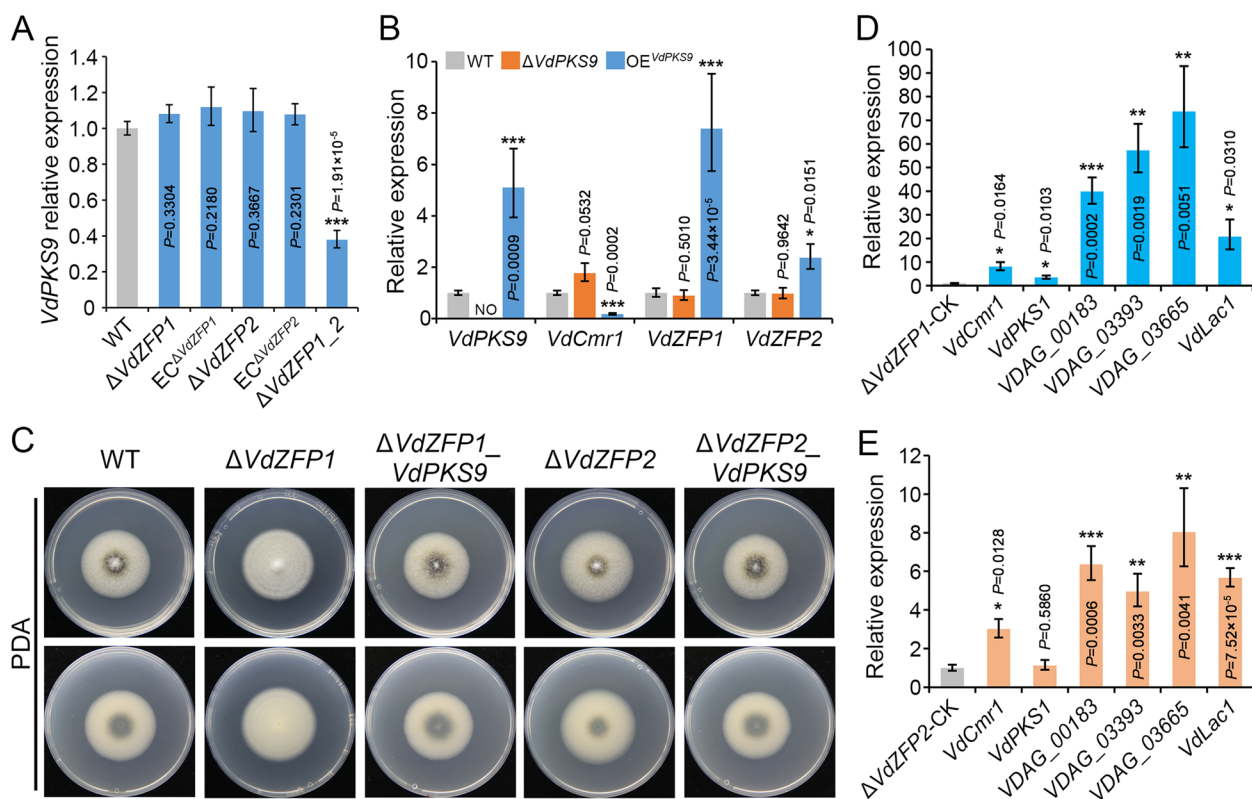 A
VdPKS9 relative expression
1.4
1.2
1.0
0.8
0.6
0.4
0.2
0
P=0.3304
P=0.2180
P=0.3667
P=0.2301
***
P=1.91×10-5
WT
ΔVdZFP1
ECΔVdZFP1
ΔVdZFP2
ECΔVdZFP2
ΔVdZFP1_2
B
WT ΔVdPKS9 OEVdPKS9
Relative expression
10
8
6
4
2
0
NO
***
P=0.0009
P=0.0532
***
P=0.0002
P=0.5010
***
P=3.44×10-5
P=0.9642
* P=0.0151
VdPKS9 VdCmr1 VdZFP1 VdZFP2
C
WT
ΔVdZFP1
ΔVdZFP1_
VdPKS9
ΔVdZFP2
ΔVdZFP2_
VdPKS9
PDA
D
Relative expression
100
90
80
70
60
50
40
30
20
10
0
* P=0.0164
* P=0.0103
***
P=0.0002
**
P=0.0019
**
P=0.0051
* P=0.0310
ΔVdZFP1-CK
VdCmr1
VdPKS1
VDAG_00183
VDAG_03393
VDAG_03665
VdLac1
E
Relative expression
12
10
8
6
4
2
0
* P=0.0128
P=0.5860
***
P=0.0006
**
P=0.0033
**
P=0.0041
***
P=7.52×10-5
ΔVdZFP2-CK
VdCmr1
VdPKS1
VDAG_00183
VDAG_03393
VDAG_03665
VdLac1